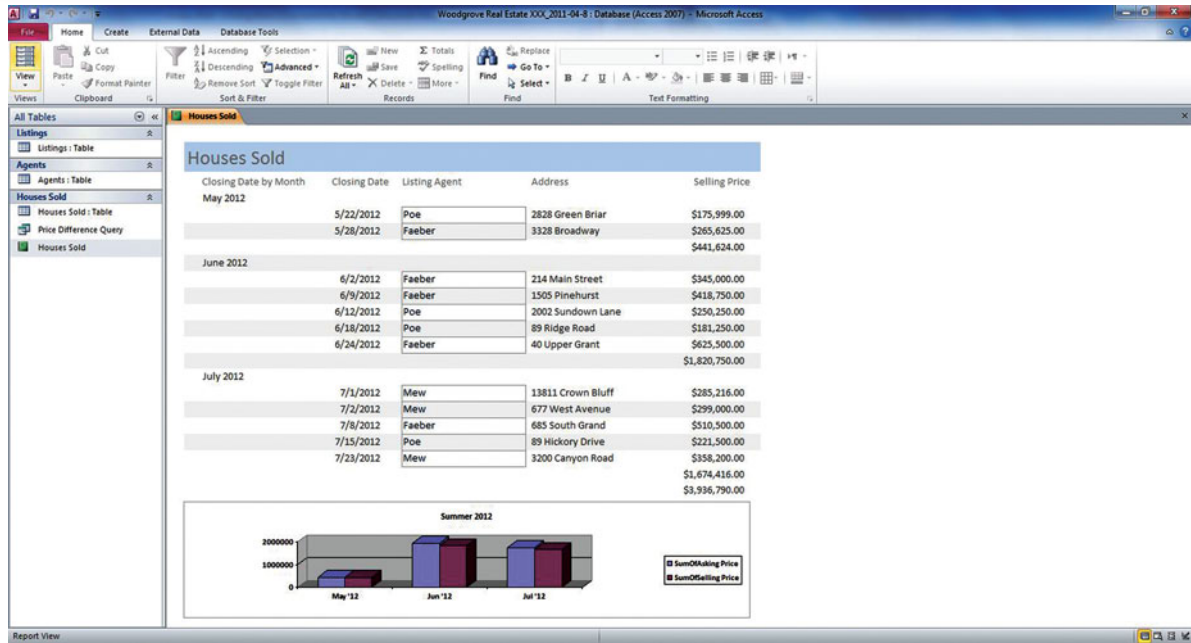 Woodgrove Real Estate XXX_2011-04-8 : Database (Access 2007) - Microsoft Access
File Home Create External Data Database Tools
View
Views
Paste
Cut
Copy
Format Painter
Clipboard
Filter
Ascending
Descending
Remove Sort
Selection
Advanced
Toggle Filter
Sort & Filter
Refresh All
New
Save
Delete
Totals
Spelling
More
Records
Find
Replace
Go To
Select
Find
B I U A
Text Formatting
All Tables
Listings
Listings : Table
Agents
Agents : Table
Houses Sold
Houses Sold : Table
Price Difference Query
Houses Sold
Houses Sold
Houses Sold
Closing Date by Month Closing Date Listing Agent Address Selling Price
May 2012
5/22/2012 Poe 2828 Green Briar $175,999.00
5/28/2012 Faeber 3328 Broadway $265,625.00
$441,624.00
June 2012
6/2/2012 Faeber 214 Main Street $345,000.00
6/9/2012 Faeber 1505 Pinehurst $418,750.00
6/12/2012 Poe 2002 Sundown Lane $250,250.00
6/18/2012 Poe 89 Ridge Road $181,250.00
6/24/2012 Faeber 40 Upper Grant $625,500.00
$1,820,750.00
July 2012
7/1/2012 Mew 13811 Crown Bluff $285,216.00
7/2/2012 Mew 677 West Avenue $299,000.00
7/8/2012 Faeber 685 South Grand $510,500.00
7/15/2012 Poe 89 Hickory Drive $221,500.00
7/23/2012 Mew 3200 Canyon Road $358,200.00
$1,674,416.00
$3,936,790.00
Summer 2012
2000000
1000000
0
May '12 Jun '12 Jul '12
SumOfAsking Price
SumOfSelling Price
Report View